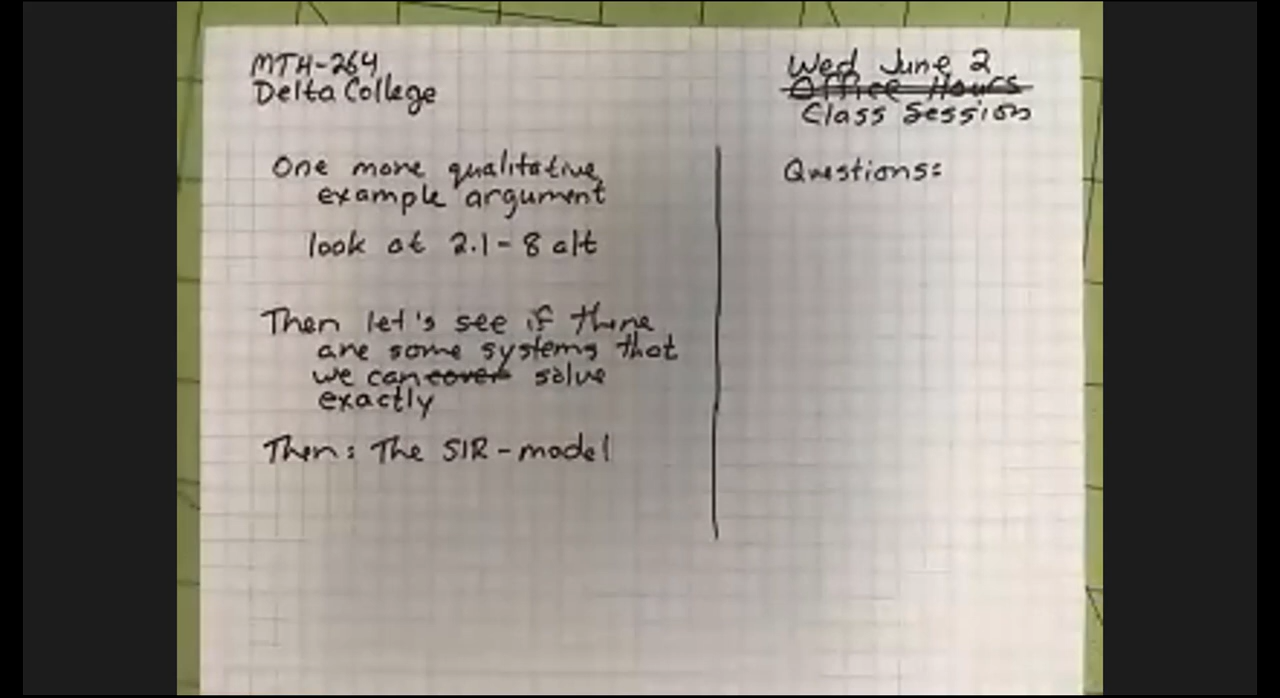 MTH-264
Delta College
Wed June 2
Office Hours
Class Session
One more qualitative
example argument
look at 2.1-8 alt
Then let's see if there
are some systems that
we can cover solve
exactly
Then: The SIR-model
Questions: